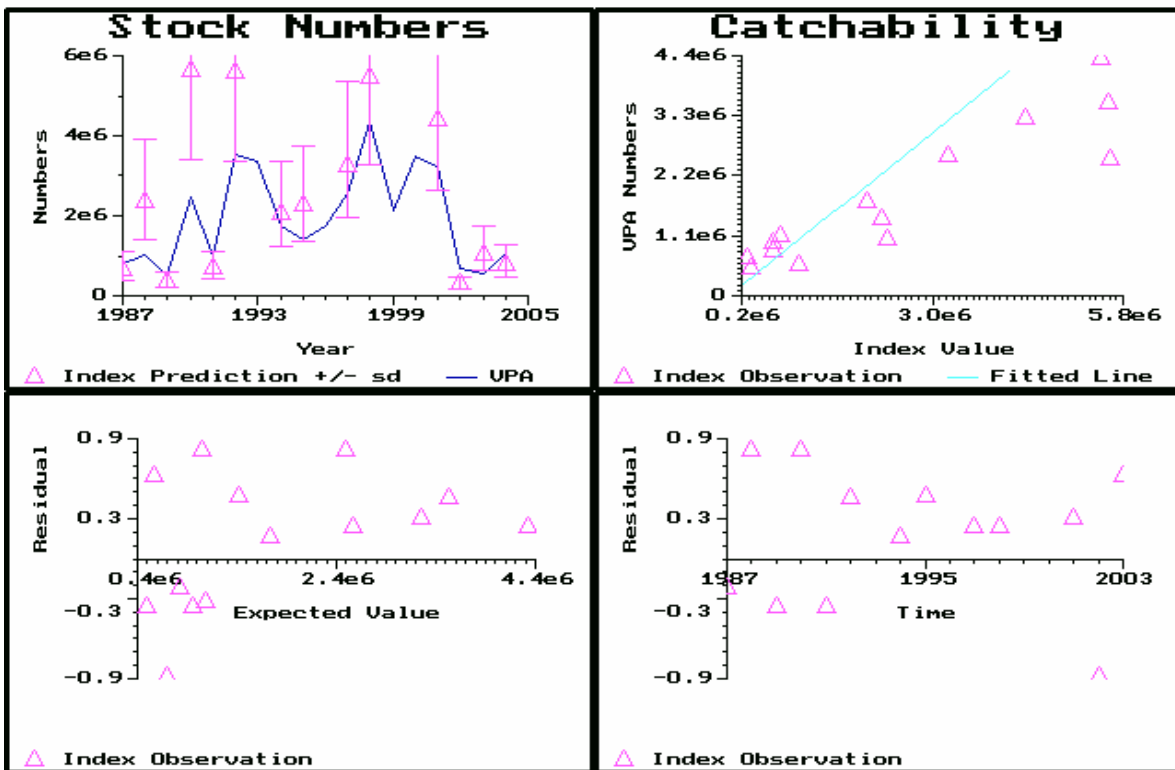 Stock Numbers
6e6
4e6
2e6
0
Numbers
1987 1993 1999 2005
Year
Index Prediction +/- sd VPA
Catchability
4.4e6
3.3e6
2.2e6
1.1e6
0
VPA Numbers
0.2e6 3.0e6 5.8e6
Index Value
Index Observation Fitted Line
0.9
0.3
-0.3
-0.9
Residual
0.4e6 2.4e6 4.4e6
Expected Value
Index Observation
0.9
0.3
-0.3
-0.9
Residual
1987 1995 2003
Time
Index Observation